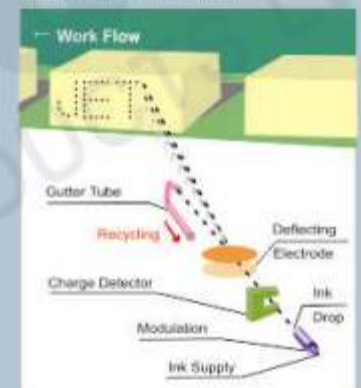 ← Work Flow
Gutter Tube
Recycling
Deflecting
Electrode
Charge Detector
Ink
Drop
Modulation
Ink Supply